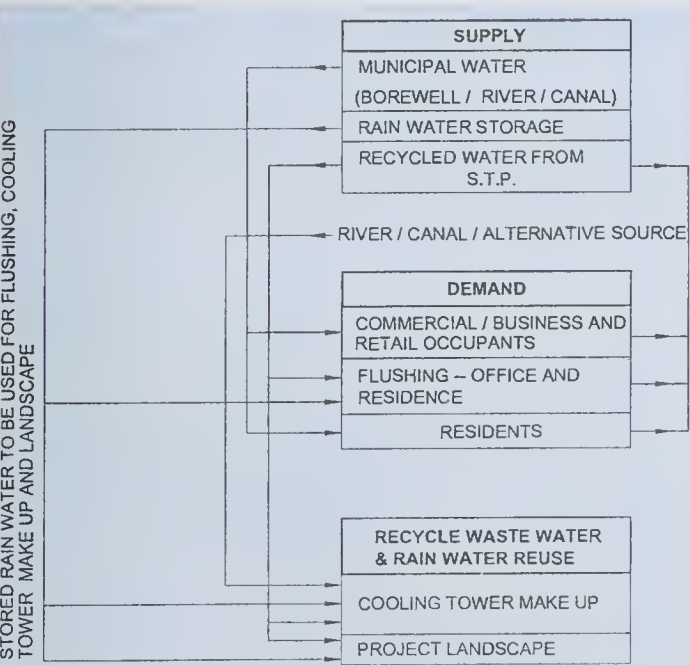 STORED RAIN WATER TO BE USED FOR FLUSHING, COOLING
TOWER MAKE UP AND LANDSCAPE
SUPPLY
MUNICIPAL WATER
(BOREWELL / RIVER / CANAL)
RAIN WATER STORAGE
RECYCLED WATER FROM
S.T.P.
RIVER / CANAL / ALTERNATIVE SOURCE
DEMAND
COMMERCIAL / BUSINESS AND
RETAIL OCCUPANTS
FLUSHING – OFFICE AND
RESIDENCE
RESIDENTS
RECYCLE WASTE WATER
& RAIN WATER REUSE
COOLING TOWER MAKE UP
PROJECT LANDSCAPE